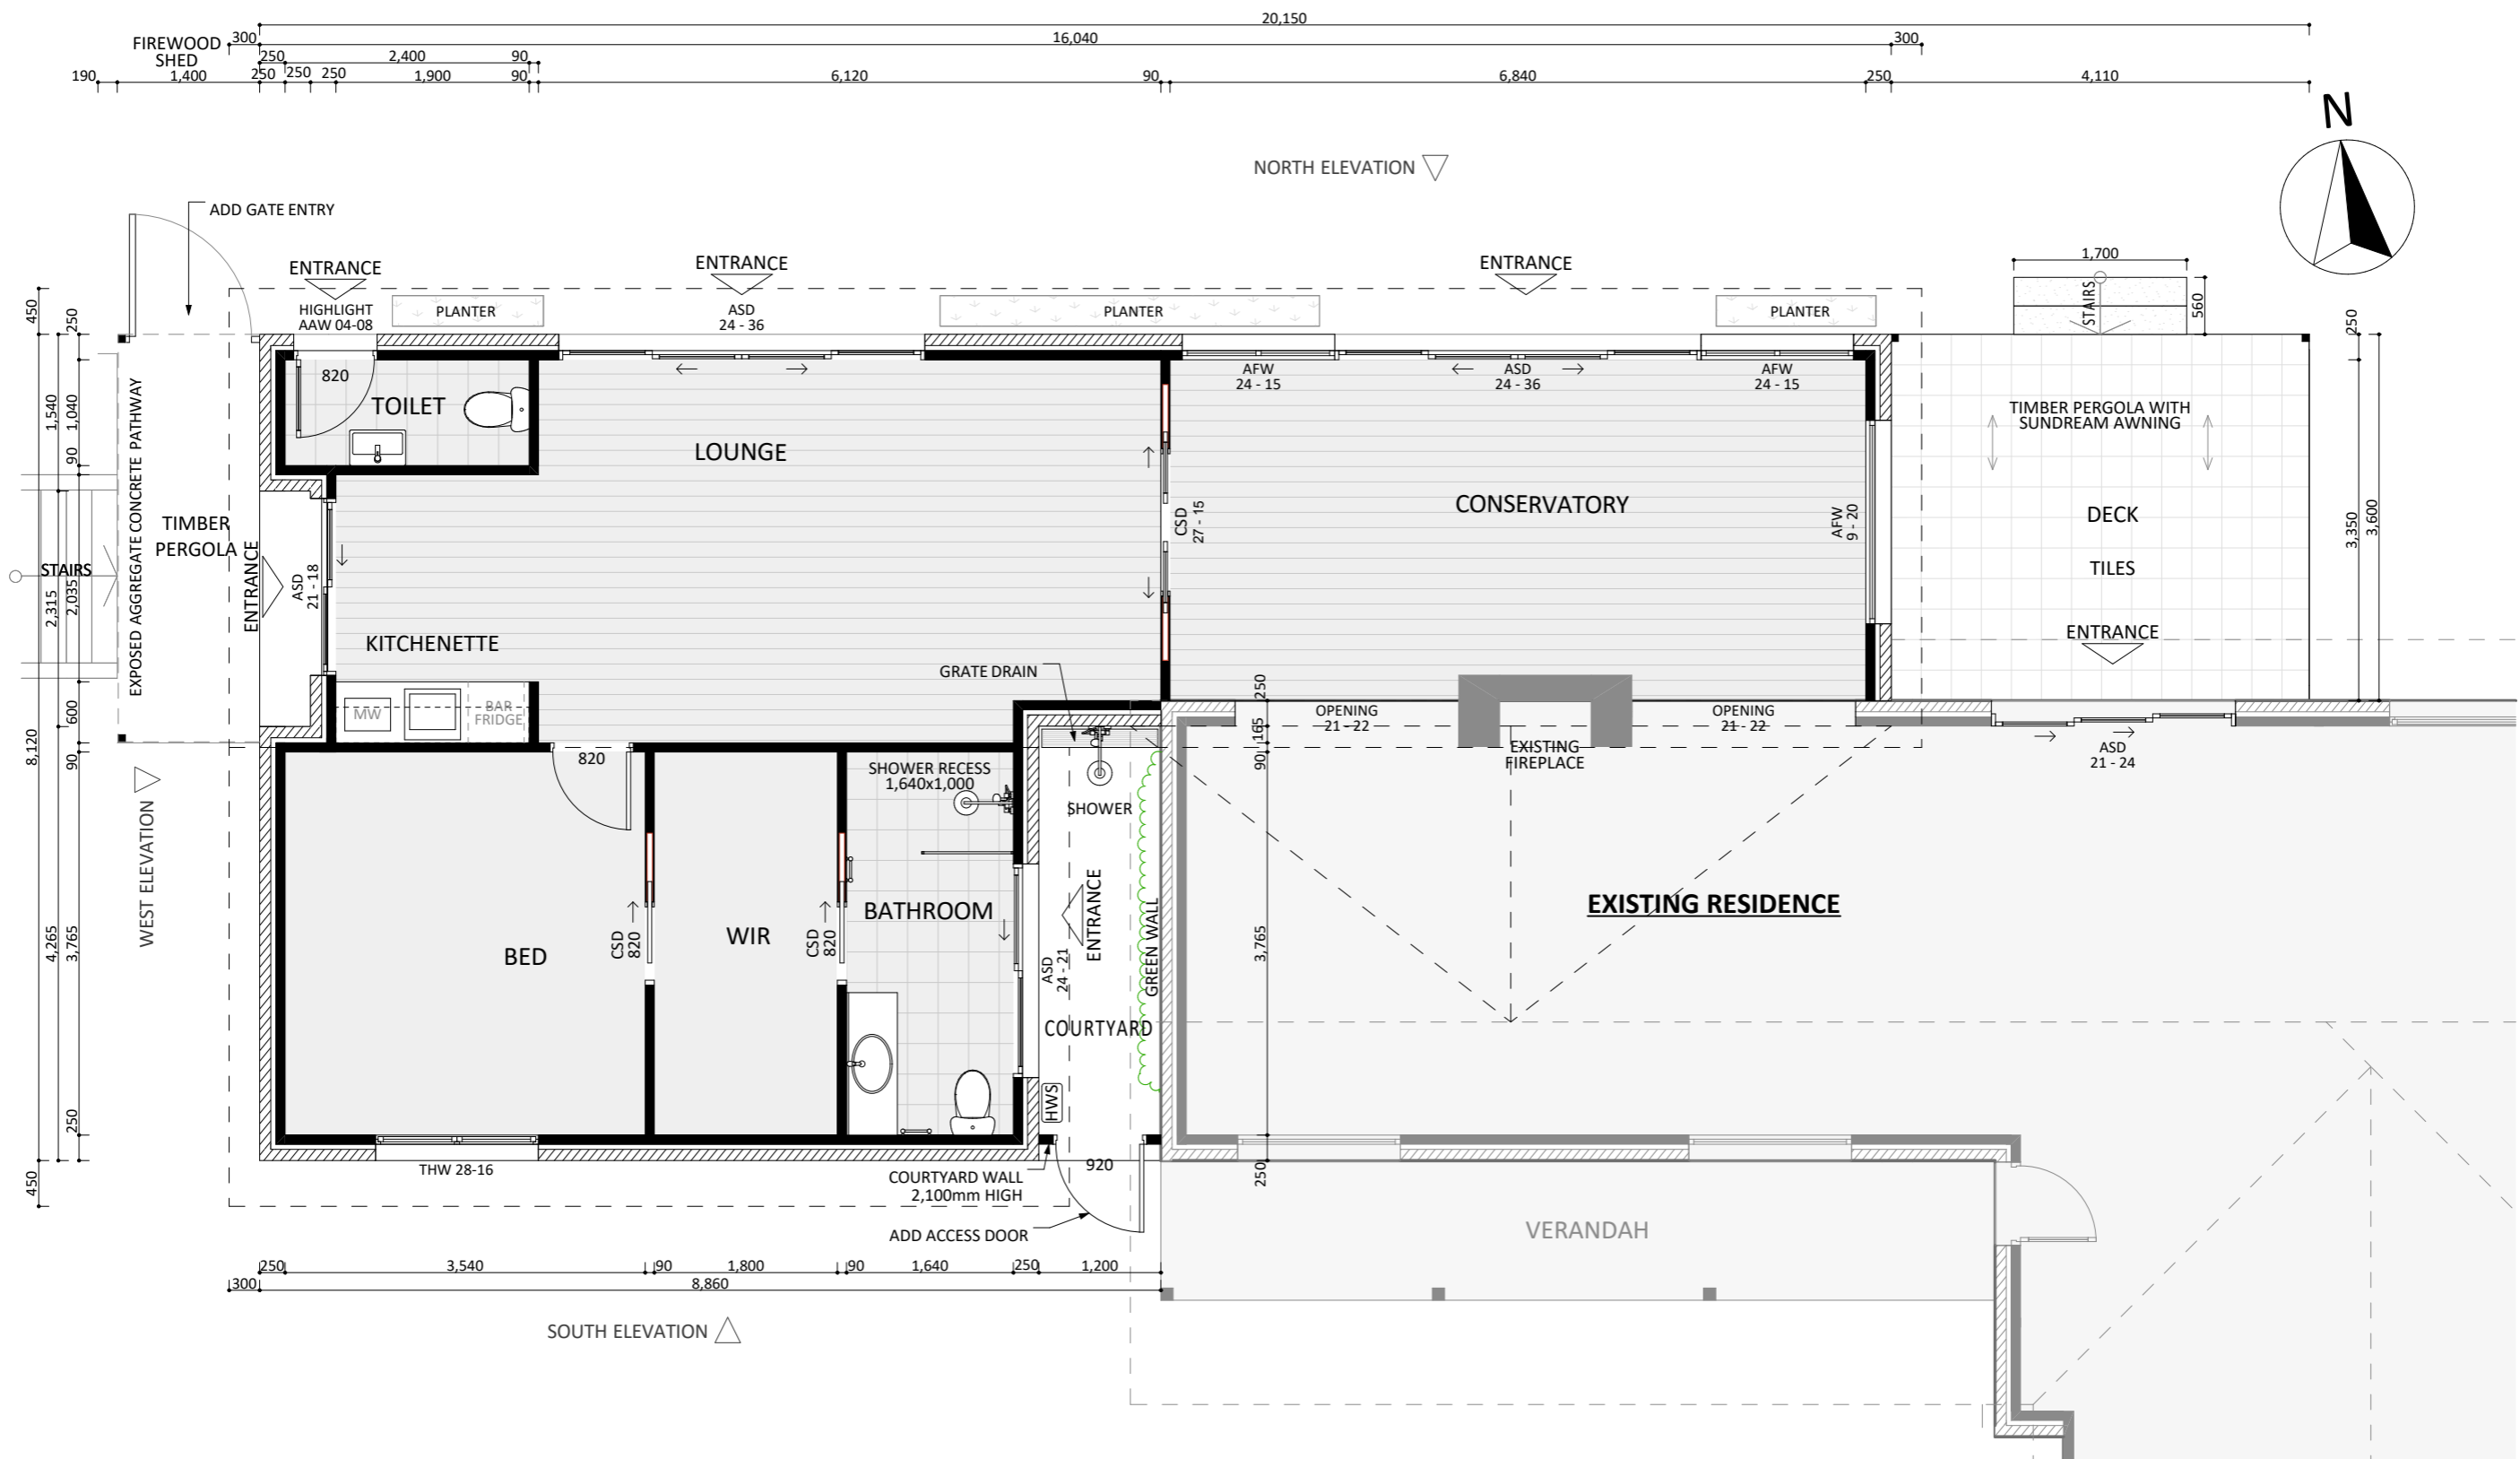 20,150
300
16,040
300
FIREWOOD
SHED
250
2,400
90
190
1,400
250
250
250
1,900
90
6,120
90
6,840
250
4,110
N
NORTH ELEVATION
ADD GATE ENTRY
ENTRANCE
HIGHLIGHT
AAW 04-08
PLANTER
ENTRANCE
ASD
24 - 36
PLANTER
ENTRANCE
PLANTER
1,700
STAIRS
560
450
250
1,540
1,040
90
2,315
2,035
600
90
8,120
4,265
3,765
250
450
820
TOILET
LOUNGE
AFW
24 - 15
ASD
24 - 36
AFW
24 - 15
CONSERVATORY
CSD
27 - 15
AFW
9 - 20
TIMBER PERGOLA WITH
SUNDREAM AWNING
DECK
TILES
ENTRANCE
250
3,350
3,600
EXPOSED AGGREGATE CONCRETE PATHWAY
TIMBER
PERGOLA
STAIRS
ENTRANCE
ASD
21 - 18
KITCHENETTE
MW
BAR
FRIDGE
GRATE DRAIN
250
165
90
3,765
250
OPENING
21 - 22
OPENING
21 - 22
EXISTING
FIREPLACE
ASD
21 - 24
820
SHOWER RECESS
1,640x1,000
SHOWER
WEST ELEVATION
BED
CSD
820
WIR
CSD
820
BATHROOM
ASD
24 - 21
ENTRANCE
GREEN WALL
COURTYARD
HWS
EXISTING RESIDENCE
THW 28-16
COURTYARD WALL
2,100mm HIGH
920
ADD ACCESS DOOR
VERANDAH
250
3,540
90
1,800
90
1,640
250
1,200
300
8,860
SOUTH ELEVATION